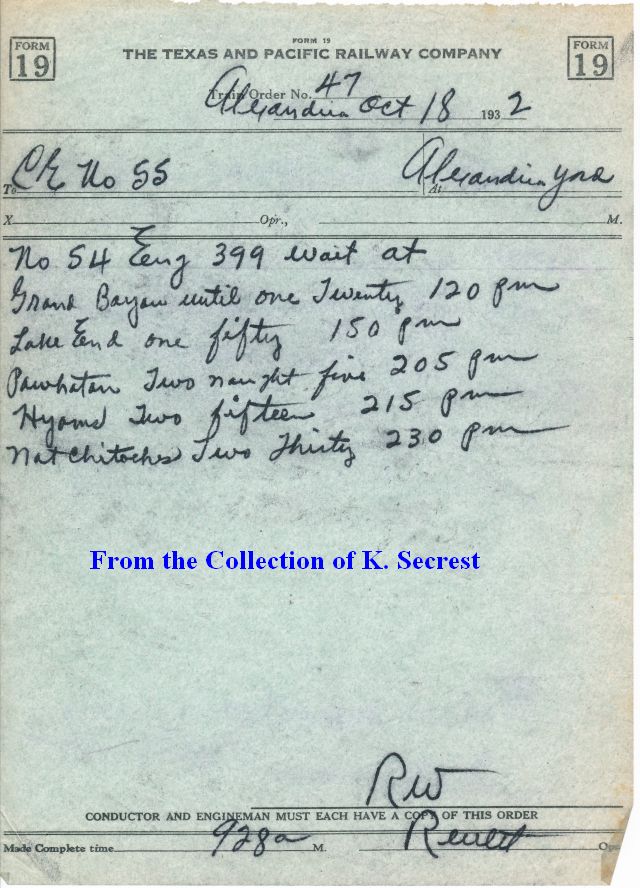 FORM 19
FORM 19
THE TEXAS AND PACIFIC RAILWAY COMPANY
FORM 19
Train Order No. 47
Alexandria Oct 18 1932
To C&E No 55 At Alexandria yard
X Opr., M.
No 54 Eng 399 wait at
Grand Bayou until one Twenty 120 pm
Lake End one fifty 150 pm
Powhatan Two naught five 205 pm
Hyams Two fifteen 215 pm
Natchitoches Two Thirty 230 pm
From the Collection of K. Secrest
RW
CONDUCTOR AND ENGINEMAN MUST EACH HAVE A COPY OF THIS ORDER
Made Complete time 928a M. Op